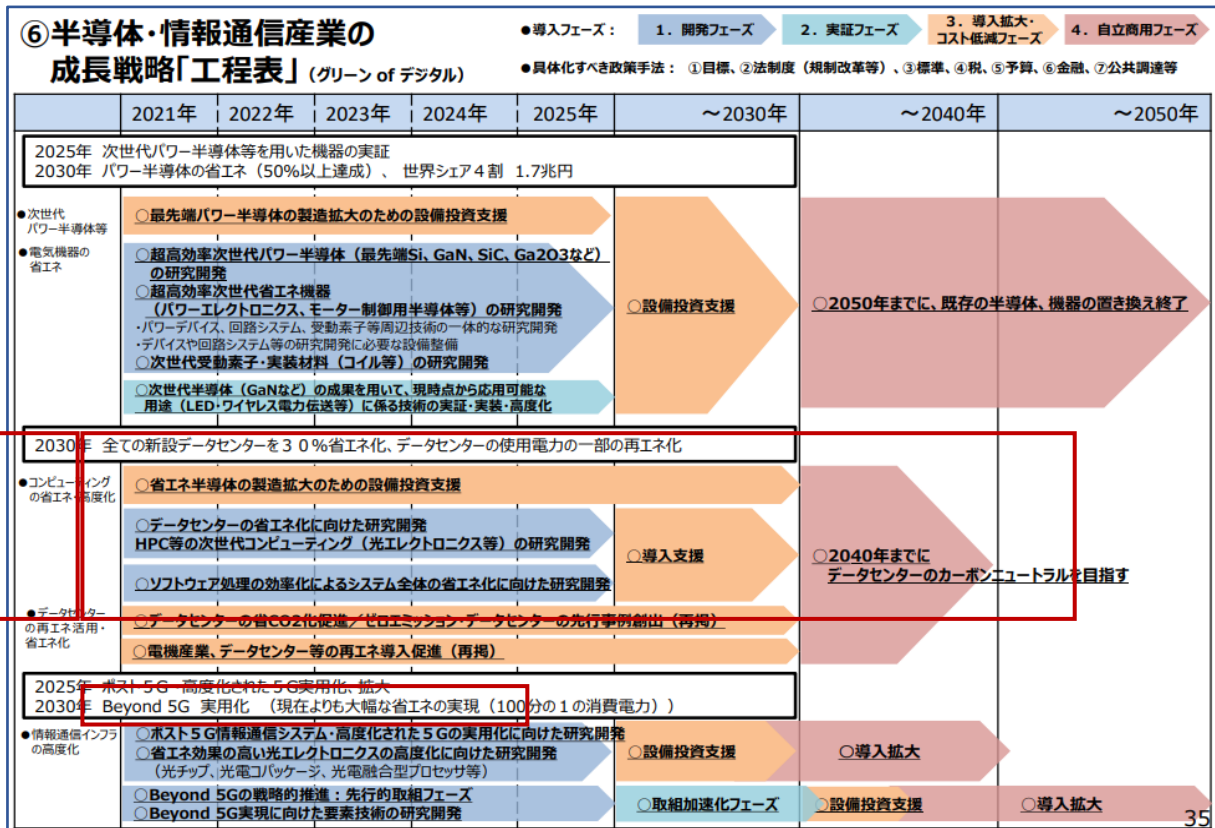 ⑥半導体・情報通信産業の
成長戦略「工程表」(グリーン of デジタル)
●導入フェーズ： 1．開発フェーズ 2．実証フェーズ 3．導入拡大・コスト低減フェーズ 4．自立商用フェーズ
●具体化すべき政策手法： ①目標、②法制度（規制改革等）、③標準、④税、⑤予算、⑥金融、⑦公共調達等
2021年 2022年 2023年 2024年 2025年 ～2030年 ～2040年 ～2050年
2025年 次世代パワー半導体等を用いた機器の実証
2030年 パワー半導体の省エネ（50%以上達成）、 世界シェア４割 1.7兆円
●次世代
パワー半導体等
●電気機器の
省エネ
○最先端パワー半導体の製造拡大のための設備投資支援
○超高効率次世代パワー半導体（最先端Si、GaN、SiC、Ga2O3など）
の研究開発
○超高効率次世代省エネ機器
（パワーエレクトロニクス、モーター制御用半導体等）の研究開発
・パワーデバイス、回路システム、受動素子等周辺技術の一体的な研究開発
・デバイスや回路システム等の研究開発に必要な設備整備
○次世代受動素子・実装材料（コイル等）の研究開発
○次世代半導体（GaNなど）の成果を用いて、現時点から応用可能な
用途（LED・ワイヤレス電力伝送等）に係る技術の実証・実装・高度化
○設備投資支援
○2050年までに、既存の半導体、機器の置き換え終了
2030年 全ての新設データセンターを３０％省エネ化、データセンターの使用電力の一部の再エネ化
●コンピューティング
の省エネ・高度化
●データセンター
の再エネ活用・
省エネ化
○省エネ半導体の製造拡大のための設備投資支援
○データセンターの省エネ化に向けた研究開発
HPC等の次世代コンピューティング（光エレクトロニクス等）の研究開発
○ソフトウェア処理の効率化によるシステム全体の省エネ化に向けた研究開発
○データセンターの省CO2化促進／ゼロエミッション・データセンターの先行事例創出（再掲）
○電機産業、データセンター等の再エネ導入促進（再掲）
○導入支援
○2040年までに
データセンターのカーボンニュートラルを目指す
2025年 ポスト５G・高度化された５G実用化、拡大
2030年 Beyond 5G 実用化 （現在よりも大幅な省エネの実現（100分の１の消費電力））
●情報通信インフラ
の高度化
○ポスト５G情報通信システム・高度化された５Gの実用化に向けた研究開発
○省エネ効果の高い光エレクトロニクスの高度化に向けた研究開発
（光チップ、光電コパッケージ、光電融合型プロセッサ等）
○設備投資支援
○導入拡大
○Beyond 5Gの戦略的推進：先行的取組フェーズ
○Beyond 5G実現に向けた要素技術の研究開発
○取組加速化フェーズ
○設備投資支援
○導入拡大
35